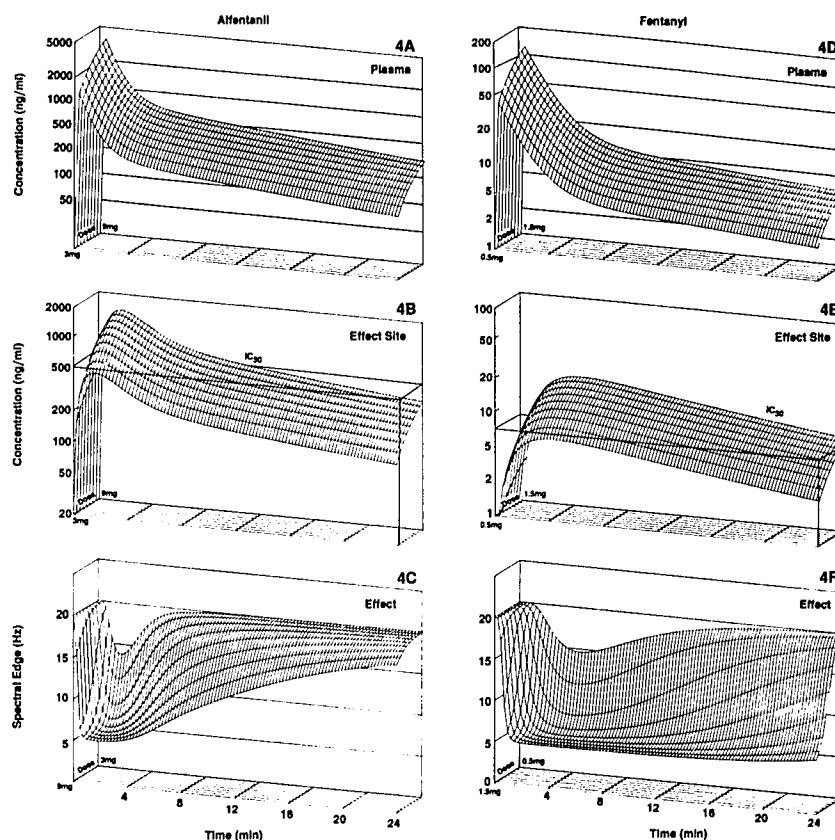 Alfentanil
4A
Plasma
Concentration (ng/ml)
5000
2000
1000
500
200
100
50
Dose
9mg
3mg
Fentanyl
4D
Plasma
Concentration (ng/ml)
200
100
50
20
10
5
2
1
Dose
1.5mg
0.5mg
4B
Effect Site
IC50
Concentration (ng/ml)
2000
1000
500
200
100
50
20
Dose
9mg
3mg
4E
Effect Site
IC50
100
50
20
10
5
2
1
Dose
1.5mg
0.5mg
4C
Effect
Spectral Edge (Hz)
20
15
10
5
0
Dose
3mg
9mg
4
8
12
16
20
24
Time (min)
4F
Effect
20
15
10
5
0
Dose
0.5mg
1.5mg
4
8
12
16
20
24
Time (min)